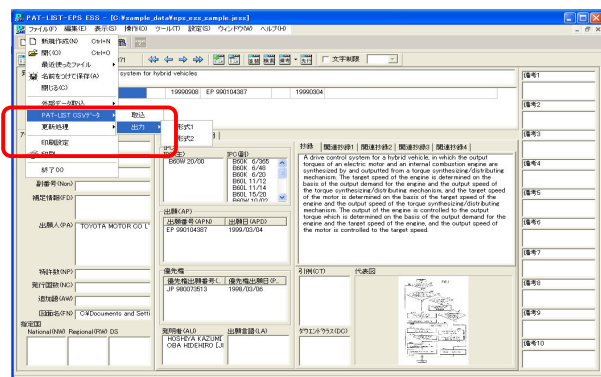 PAT-LIST-EPS ESS - [C:¥sample_data¥eps_ess_sample.jess]
ファイル(F) 編集(E) 表示(S) 操作(O) ツール(T) 設定(S) ウィンドウ(W) ヘルプ(H)
新規作成(N) Ctrl+N
開く(O) Ctrl+O
最近使ったファイル
名前をつけて保存(A)
閉じる(C)
外部データ取込
PAT-LIST CSVデータ 取込
更新処理 出力 形式1
形式2
印刷設定
印刷
終了(X)
文字制限
system for hybrid vehicles
19990908 EP 990104387 19990304
備考1
備考2
備考3
備考4
備考5
備考6
備考7
備考8
備考9
備考10
抄録 関連抄録1 関連抄録2 関連抄録3 関連抄録4
A drive control system for a hybrid vehicle, in which the output
torques of an electric motor and an internal combustion engine are
synthesized by and outputted from a torque synthesizing/distributing
mechanism. The target speed of the engine is determined on the
basis of the output demand for the engine and the output speed of
the torque synthesizing/distributing mechanism, and the target speed
of the motor is determined on the basis of the target speed of the
engine and the output speed of the torque synthesizing/distributing
mechanism. The output of the engine is controlled to the output
torque which is determined on the basis of the output demand for the
engine and the target speed of the engine, and the output speed of
the motor is controlled to the target speed.
IPC(主) IPC(副)
B60W 20/00 B60K 6/365
B60K 6/48
B60K 6/20
B60L 11/12
B60L 11/14
B60L 15/20
B60W 10/02
副番号(Non)
補足情報(FD)
出願人(PA) TOYOTA MOTOR CO L
出願(AP)
出願番号(APN) 出願日(APD)
EP 990104387 1999/03/04
特許数(NP)
発行国数(NC)
追加語(AW)
図面名(FN) C¥Documents and Setti
優先権
優先権出願番号(.. 優先権出願日(P..
JP 980073513 1998/03/06
引例(CT) 代表図
指定国
National(NW) Regional(RW) DS
発明者(AU) 出願言語(LA)
HOSHIYA KAZUMI
OBA HIDEHIRO [J
ダウエントクラス(DC)